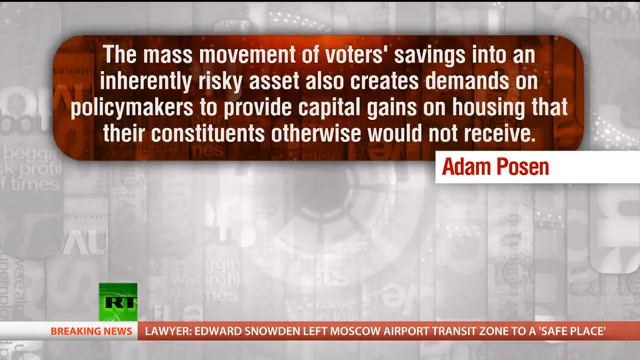 The mass movement of voters' savings into an
inherently risky asset also creates demands on
policymakers to provide capital gains on housing that
their constituents otherwise would not receive.
Adam Posen
RT
BREAKING NEWS
LAWYER: EDWARD SNOWDEN LEFT MOSCOW AIRPORT TRANSIT ZONE TO A 'SAFE PLACE'